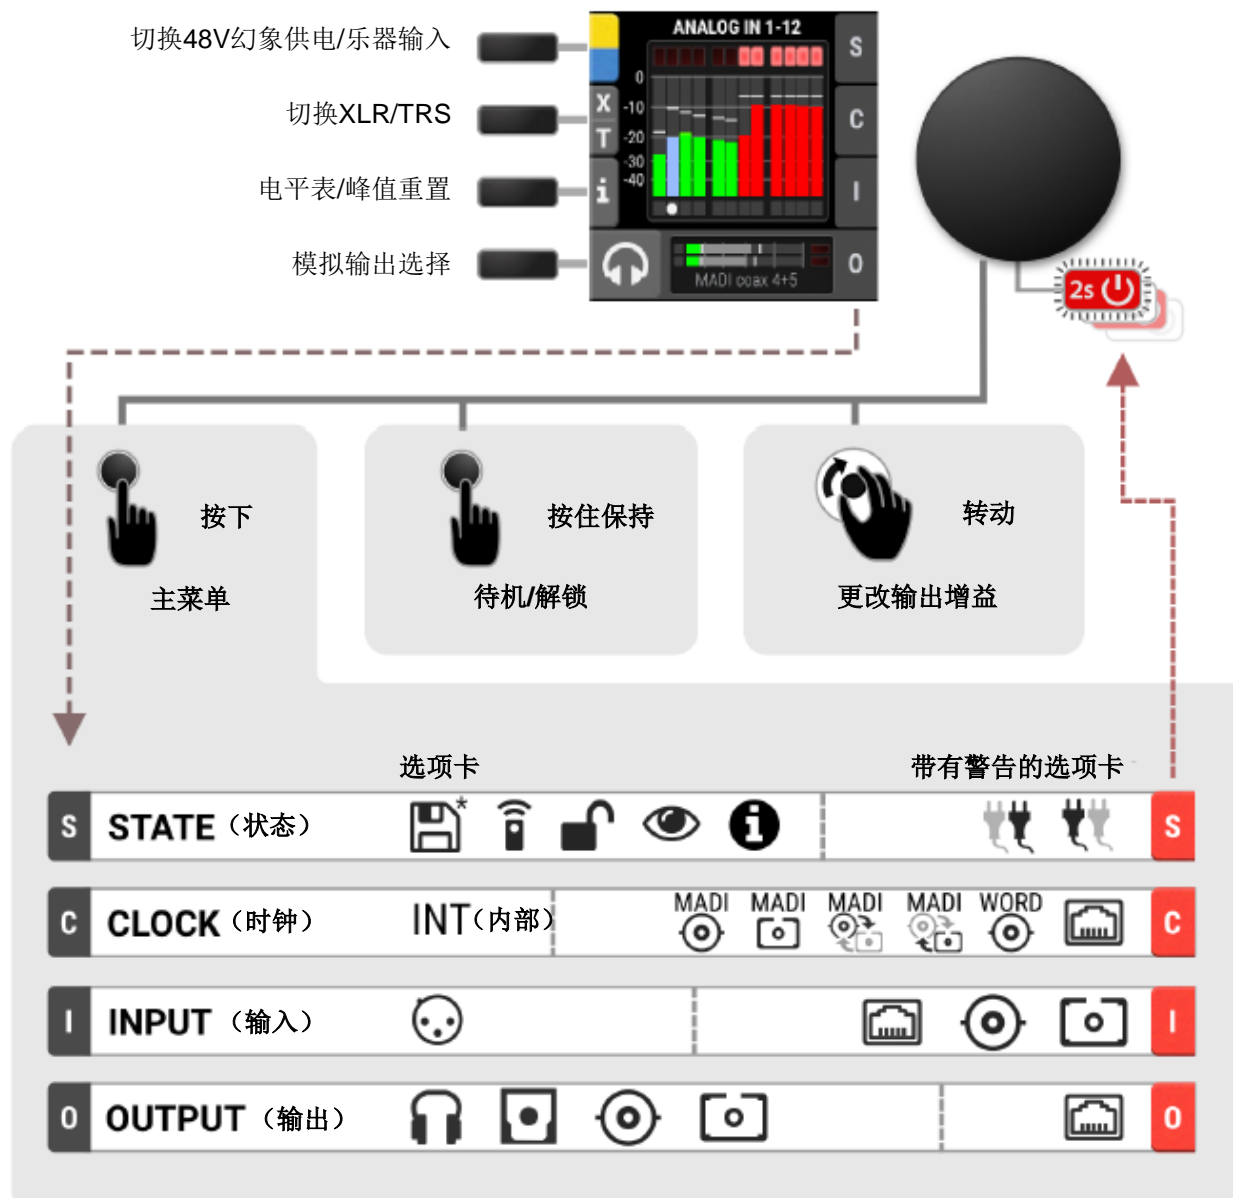 切换48V幻象供电/乐器输入
切换XLR/TRS
电平表/峰值重置
模拟输出选择
ANALOG IN 1-12
0
-10
-20
-30
-40
X
T
i
S
C
I
O
MADI coax 4+5
2s
按下
主菜单
按住保持
待机/解锁
转动
更改输出增益
选项卡
带有警告的选项卡
S STATE（状态） * S
C CLOCK（时钟） INT（内部） MADI MADI MADI MADI WORD C
I INPUT（输入） I
O OUTPUT（输出） O